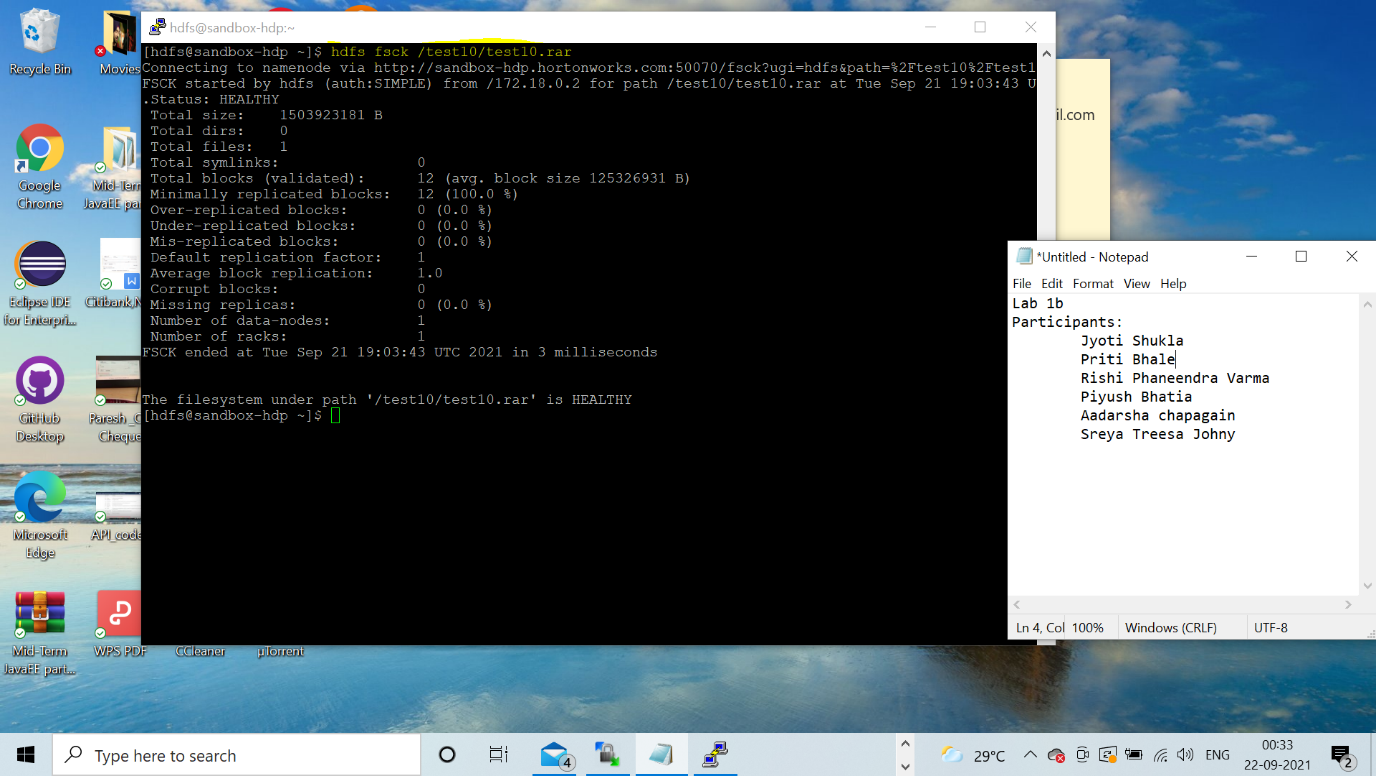 hdfs@sandbox-hdp:~
[hdfs@sandbox-hdp ~]$ hdfs fsck /test10/test10.rar
Connecting to namenode via http://sandbox-hdp.hortonworks.com:50070/fsck?ugi=hdfs&path=%2Ftest10%2Ftest1
FSCK started by hdfs (auth:SIMPLE) from /172.18.0.2 for path /test10/test10.rar at Tue Sep 21 19:03:43 U
.Status: HEALTHY
Total size: 1503923181 B
Total dirs: 0
Total files: 1
Total symlinks: 0
Total blocks (validated): 12 (avg. block size 125326931 B)
Minimally replicated blocks: 12 (100.0 %)
Over-replicated blocks: 0 (0.0 %)
Under-replicated blocks: 0 (0.0 %)
Mis-replicated blocks: 0 (0.0 %)
Default replication factor: 1
Average block replication: 1.0
Corrupt blocks: 0
Missing replicas: 0 (0.0 %)
Number of data-nodes: 1
Number of racks: 1
FSCK ended at Tue Sep 21 19:03:43 UTC 2021 in 3 milliseconds
The filesystem under path '/test10/test10.rar' is HEALTHY
[hdfs@sandbox-hdp ~]$
il.com
*Untitled - Notepad
File Edit Format View Help
Lab 1b
Participants:
Jyoti Shukla
Priti Bhale
Rishi Phaneendra Varma
Piyush Bhatia
Aadarsha chapagain
Sreya Treesa Johny
Ln 4, Col 100% Windows (CRLF) UTF-8
Recycle Bin
Movies
Google
Chrome
Mid-Term
JavaEE pa
Eclipse IDE
for Enterpri...
Citibank
GitHub
Desktop
Paresh_C
Cheque
Microsoft
Edge
API_code
Mid-Term
JavaEE part...
WPS PDF
CCleaner
µTorrent
Type here to search
4
29°C
ENG
00:33
22-09-2021
2